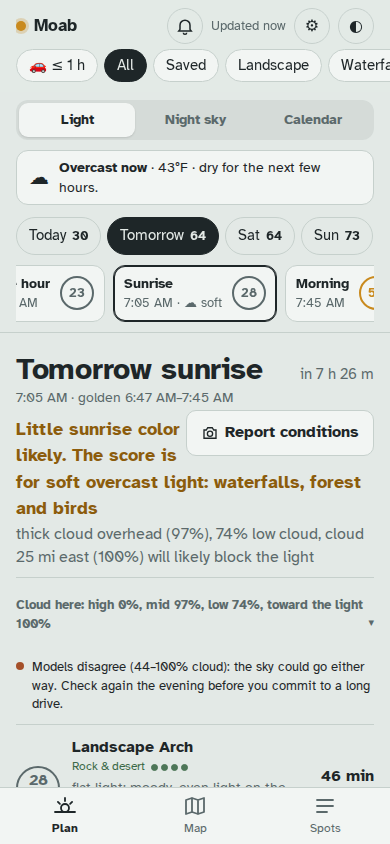 Moab
Updated now
🚗 ≤ 1 h All Saved Landscape Waterfa
Light Night sky Calendar
Overcast now · 43°F · dry for the next few
hours.
Today 30 Tomorrow 64 Sat 64 Sun 73
hour
AM
23
Sunrise
7:05 AM · ☁ soft
28
Morning
7:45 AM
Tomorrow sunrise in 7 h 26 m
7:05 AM · golden 6:47 AM–7:45 AM
Report conditions
Little sunrise color
likely. The score is
for soft overcast light: waterfalls, forest
and birds
thick cloud overhead (97%), 74% low cloud, cloud
25 mi east (100%) will likely block the light
Cloud here: high 0%, mid 97%, low 74%, toward the light
100%
Models disagree (44–100% cloud): the sky could go either
way. Check again the evening before you commit to a long
drive.
Landscape Arch
Rock & desert
28
46 min
Plan Map Spots